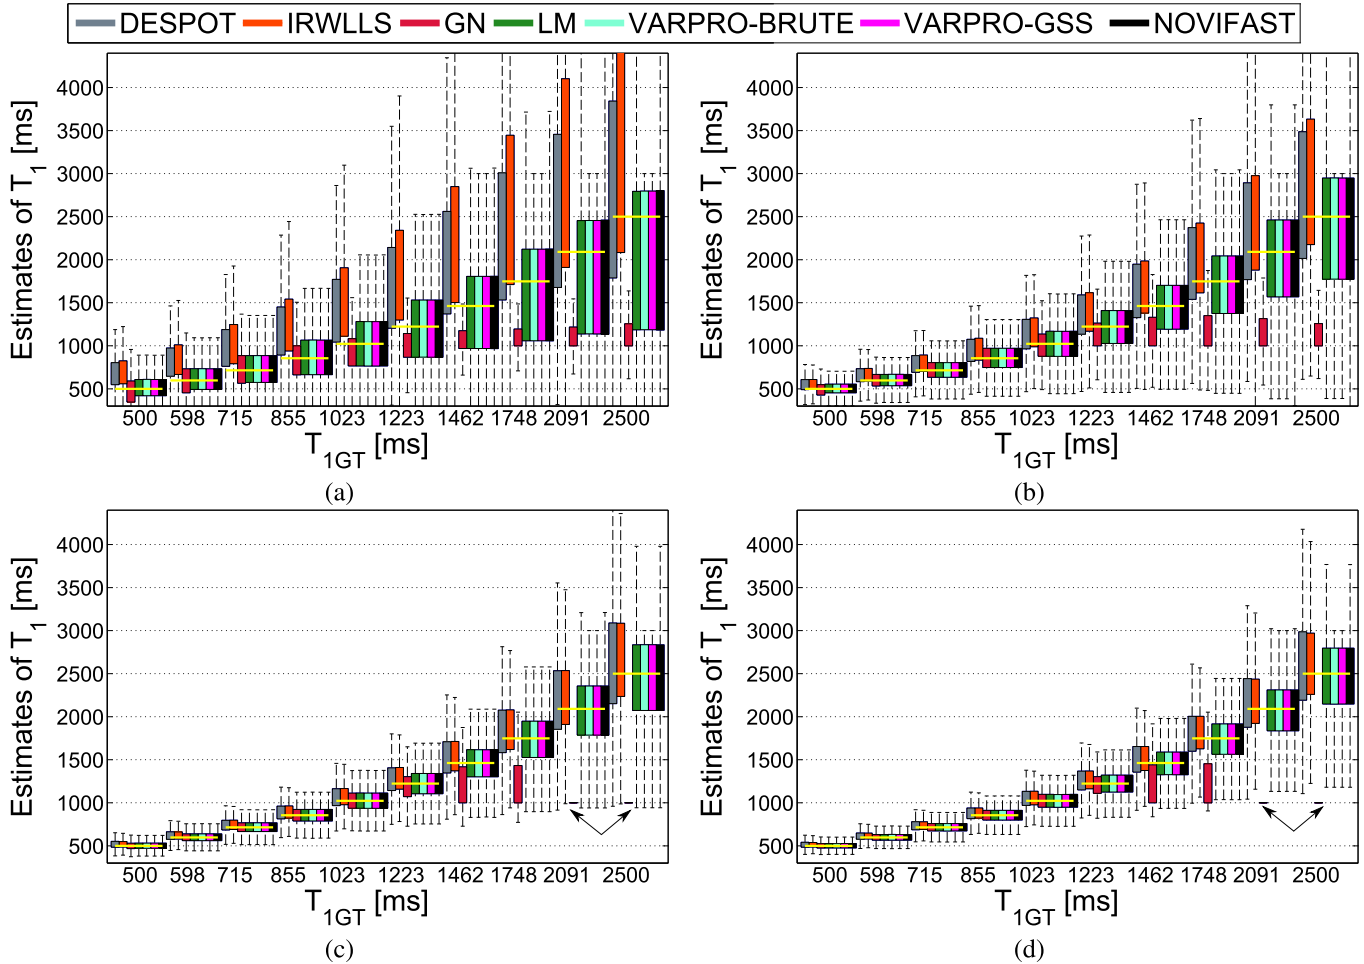 DESPOT IRWLLS GN LM VARPRO-BRUTE VARPRO-GSS NOVIFAST
Estimates of T1 [ms]
4000
3500
3000
2500
2000
1500
1000
500
500 598 715 855 1023 1223 1462 1748 2091 2500
T1GT [ms]
(a)
Estimates of T1 [ms]
4000
3500
3000
2500
2000
1500
1000
500
500 598 715 855 1023 1223 1462 1748 2091 2500
T1GT [ms]
(b)
Estimates of T1 [ms]
4000
3500
3000
2500
2000
1500
1000
500
500 598 715 855 1023 1223 1462 1748 2091 2500
T1GT [ms]
(c)
Estimates of T1 [ms]
4000
3500
3000
2500
2000
1500
1000
500
500 598 715 855 1023 1223 1462 1748 2091 2500
T1GT [ms]
(d)